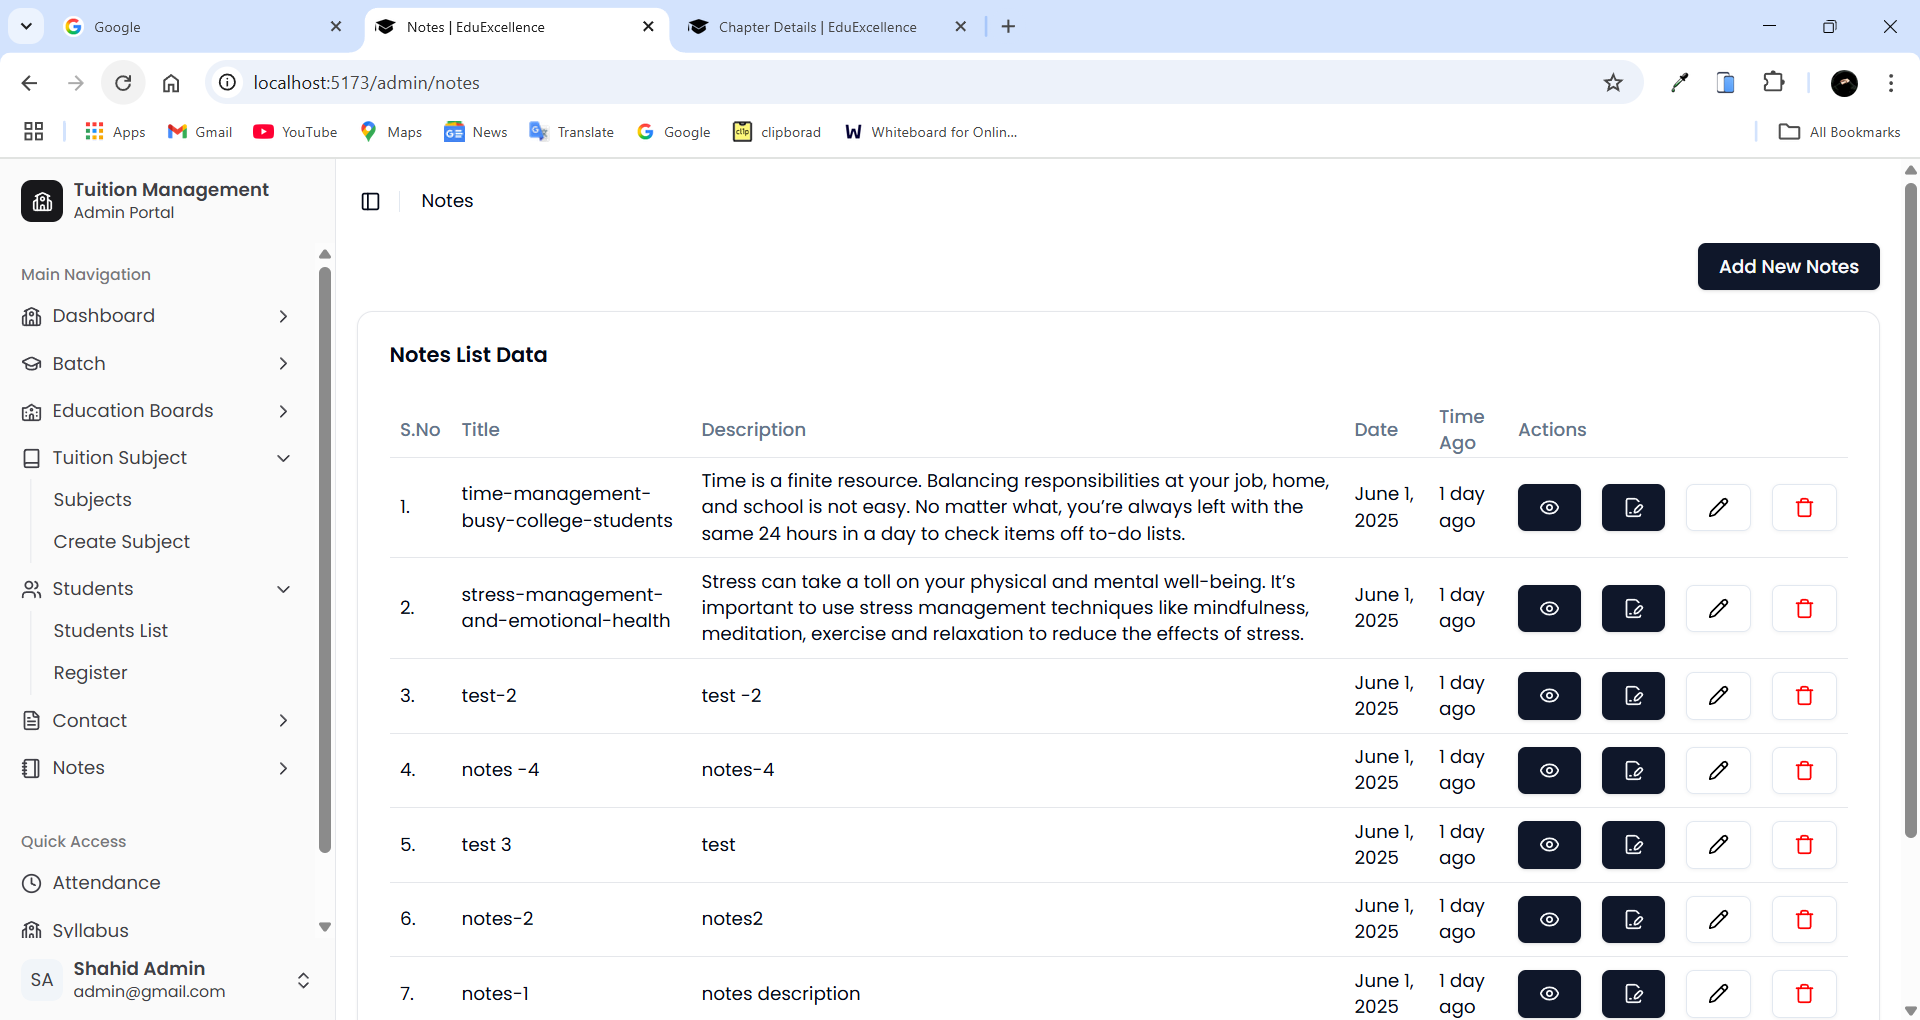 Google
Notes | EduExcellence
Chapter Details | EduExcellence
localhost:5173/admin/notes
Apps
Gmail
YouTube
Maps
News
Translate
Google
clipborad
Whiteboard for Onlin...
All Bookmarks
Tuition Management
Admin Portal
Main Navigation
Dashboard
Batch
Education Boards
Tuition Subject
Subjects
Create Subject
Students
Students List
Register
Contact
Notes
Quick Access
Attendance
Syllabus
SA
Shahid Admin
admin@gmail.com
Notes
Add New Notes
Notes List Data
S.No Title Description Date Time Ago Actions
1. time-management-busy-college-students
Time is a finite resource. Balancing responsibilities at your job, home,
and school is not easy. No matter what, you’re always left with the
same 24 hours in a day to check items off to-do lists.
June 1, 2025 1 day ago
2. stress-management-and-emotional-health
Stress can take a toll on your physical and mental well-being. It’s
important to use stress management techniques like mindfulness,
meditation, exercise and relaxation to reduce the effects of stress.
June 1, 2025 1 day ago
3. test-2 test -2 June 1, 2025 1 day ago
4. notes -4 notes-4 June 1, 2025 1 day ago
5. test 3 test June 1, 2025 1 day ago
6. notes-2 notes2 June 1, 2025 1 day ago
7. notes-1 notes description June 1, 2025 1 day ago